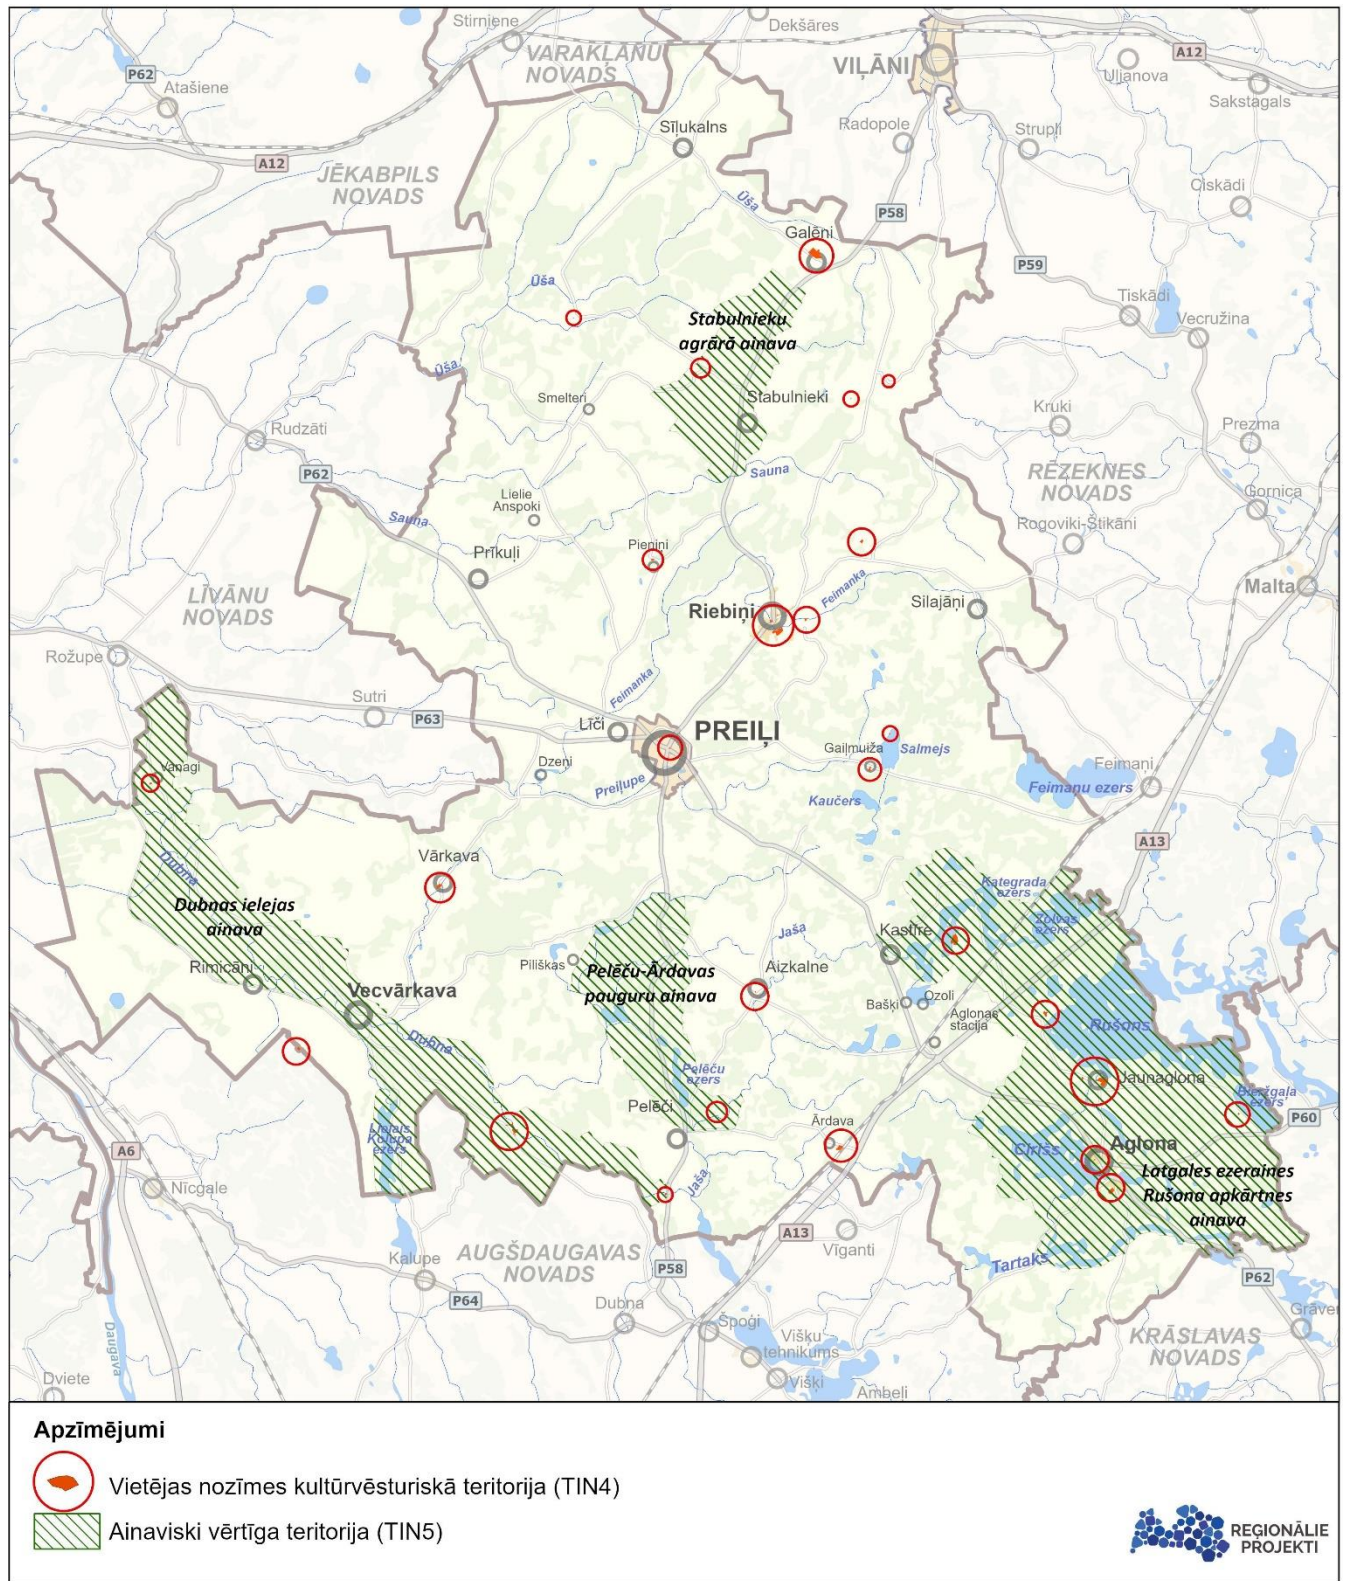 Stirniene
Dekšāres
VARAKĻĀNU
NOVADS
VIĻĀNI
A12
Uļjanova
P62
Atašiene
Sakstagals
Sīļukalns
Radopole
Strupļi
A12
JĒKABPILS
NOVADS
Ciskādi
Ūša
P58
Galēni
P59
Ūša
Tiskādi
Stabulnieku
agrārā ainava
Vecružina
Ūša
Smelteri
Stabulnieki
Kruki
Rudzāti
Prezma
P62
Sauna
RĒZEKNES
NOVADS
Lielie
Anspoki
Gornica
Sauna
Rogoviki-Štikāni
Pieniņi
Prīkuļi
Feimanka
Malta
LĪVĀNU
NOVADS
Riebiņi
Silajāņi
Rožupe
Feimanka
Sutri
P63
Līči
PREIĻI
Gaiļmuiža
Salmejs
Vanagi
Dzeņi
Feimaņi
Preiļupe
Kaučers
Feimaņu ezers
A13
Vārkava
Dubna
Kategrada
ezers
Dubnas ielejas
ainava
Zolvas
ezers
Jaša
Kastīre
Pīliškas
Aizkalne
Rimicāni
Pelēču-Ārdavas
pauguru ainava
Vecvārkava
Bašķi
Ozoli
Aglonas
stacija
Rušons
Dubna
Pelēču
ezers
Jaunaglona
Bieržgaļa
ezers
Pelēči
Ārdava
P60
Lielais
Kolupa
ezers
Cirīšs
Aglona
A6
Latgales ezeraines
Rušona apkārtnes
ainava
Nīcgale
Jaša
A13
Vīganti
AUGŠDAUGAVAS
NOVADS
Kalupe
Tartaks
P58
P62
P64
Dubna
Špoģi
Grāver
Daugava
Višķu
tehnikums
KRĀSLAVAS
NOVADS
Dviete
Višķi
Ambeļi
Apzīmējumi
Vietējas nozīmes kultūrvēsturiskā teritorija (TIN4)
Ainaviski vērtīga teritorija (TIN5)
REĢIONĀLIE
PROJEKTI